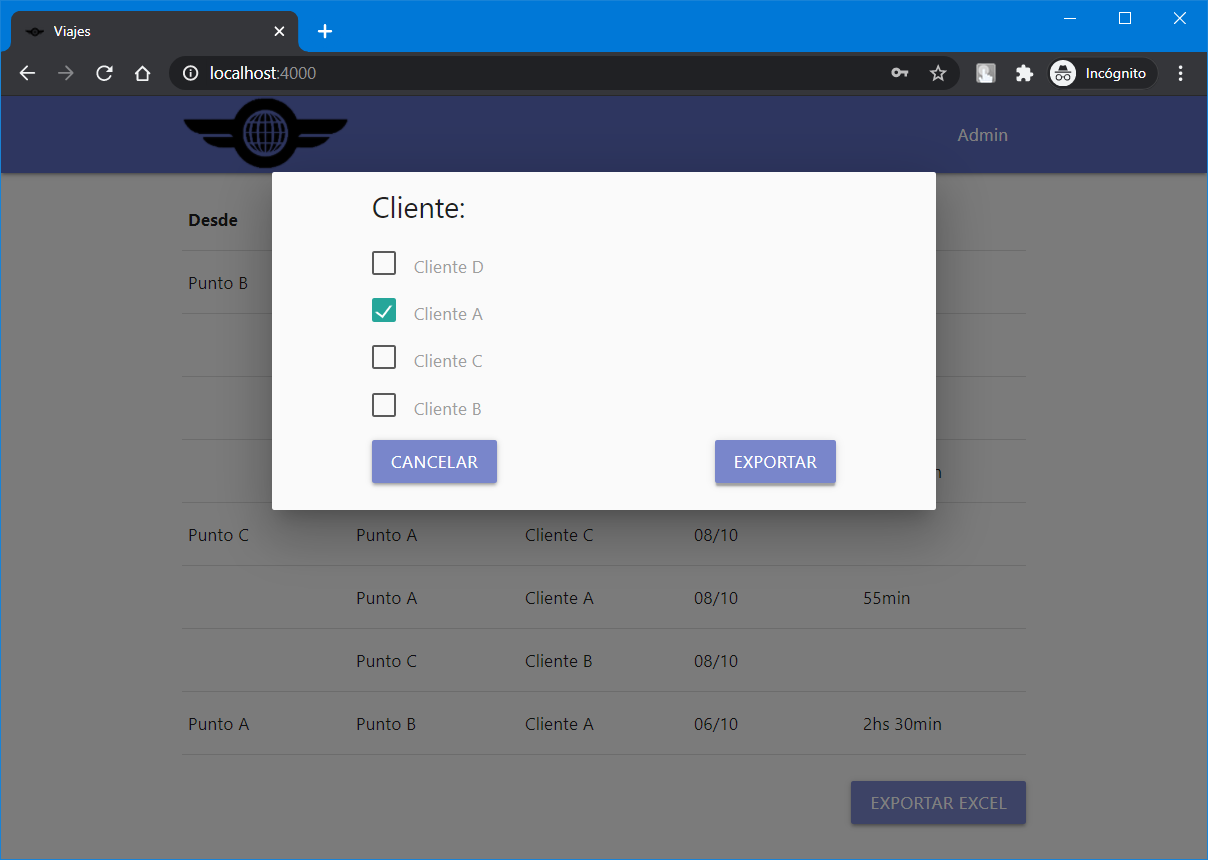 Viajes
localhost:4000
Incógnito
Admin
Cliente:
Cliente D
Cliente A
Cliente C
Cliente B
CANCELAR
EXPORTAR
Desde
Punto B
Punto C Punto A Cliente C 08/10
Punto A Cliente A 08/10 55min
Punto C Cliente B 08/10
Punto A Punto B Cliente A 06/10 2hs 30min
EXPORTAR EXCEL